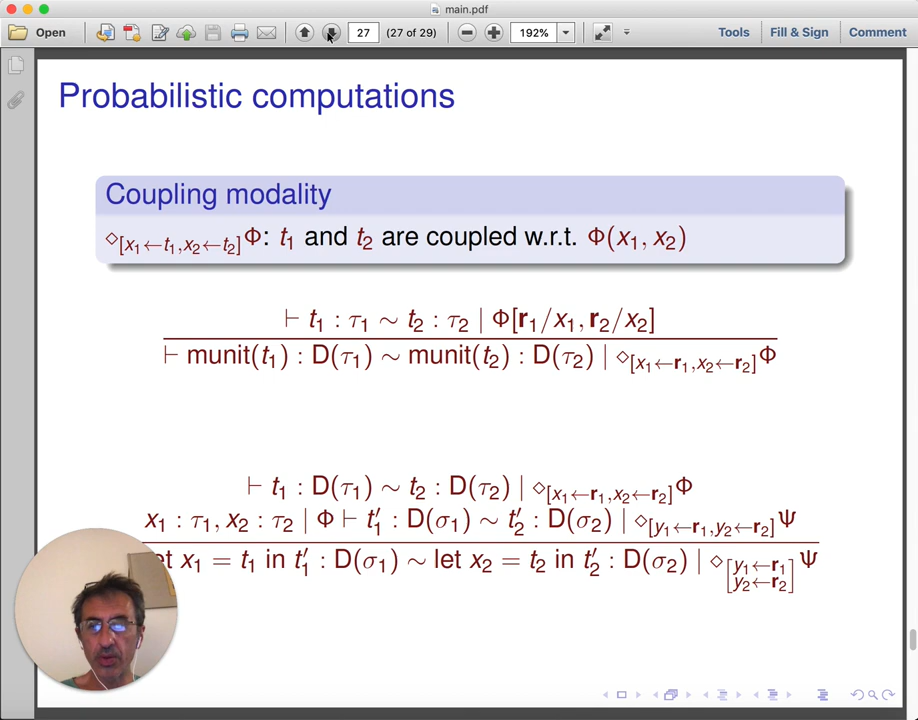 main.pdf
Open 27 (27 of 29) 192% Tools Fill & Sign Comment
Probabilistic computations
Coupling modality
◇[x₁←t₁,x₂←t₂]Φ: t₁ and t₂ are coupled w.r.t. Φ(x₁, x₂)
⊢ t₁ : τ₁ ∼ t₂ : τ₂ | Φ[r₁/x₁, r₂/x₂]
⊢ munit(t₁) : D(τ₁) ∼ munit(t₂) : D(τ₂) | ◇[x₁←r₁,x₂←r₂]Φ
⊢ t₁ : D(τ₁) ∼ t₂ : D(τ₂) | ◇[x₁←r₁,x₂←r₂]Φ
x₁ : τ₁, x₂ : τ₂ | Φ ⊢ t′₁ : D(σ₁) ∼ t′₂ : D(σ₂) | ◇[y₁←r₁,y₂←r₂]Ψ
et x₁ = t₁ in t′₁ : D(σ₁) ∼ let x₂ = t₂ in t′₂ : D(σ₂) | ◇[y₁←r₁ y₂←r₂]Ψ